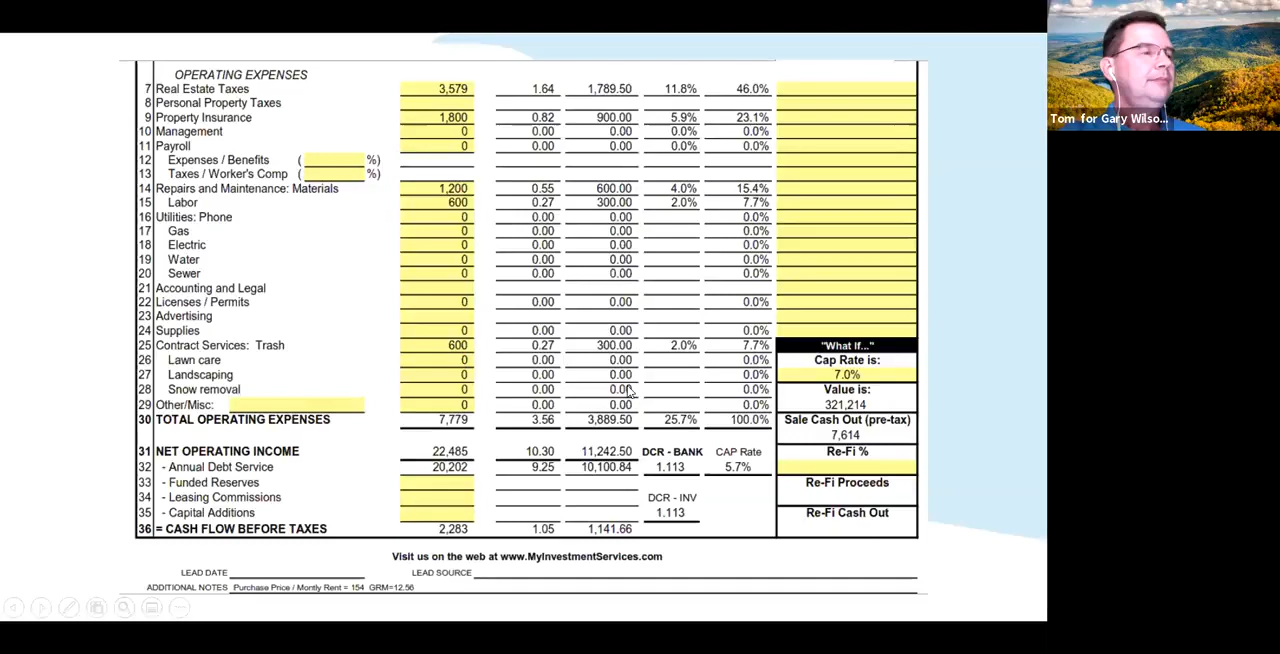 OPERATING EXPENSES
7 Real Estate Taxes 3,579 1.64 1,789.50 11.8% 46.0%
8 Personal Property Taxes
9 Property Insurance 1,800 0.82 900.00 5.9% 23.1%
10 Management 0 0.00 0.00 0.0% 0.0%
11 Payroll 0 0.00 0.00 0.0% 0.0%
12 Expenses / Benefits ( %)
13 Taxes / Worker's Comp ( %)
14 Repairs and Maintenance: Materials 1,200 0.55 600.00 4.0% 15.4%
15 Labor 600 0.27 300.00 2.0% 7.7%
16 Utilities: Phone 0 0.00 0.00 0.0%
17 Gas 0 0.00 0.00 0.0%
18 Electric 0 0.00 0.00 0.0%
19 Water 0 0.00 0.00 0.0%
20 Sewer 0 0.00 0.00 0.0%
21 Accounting and Legal
22 Licenses / Permits 0 0.00 0.00 0.0%
23 Advertising
24 Supplies 0 0.00 0.00 0.0%
25 Contract Services: Trash 600 0.27 300.00 2.0% 7.7% "What If..."
26 Lawn care 0 0.00 0.00 0.0% Cap Rate is:
27 Landscaping 0 0.00 0.00 0.0% 7.0%
28 Snow removal 0 0.00 0.00 0.0% Value is:
29 Other/Misc: 0 0.00 0.00 0.0% 321,214
30 TOTAL OPERATING EXPENSES 7,779 3.56 3,889.50 25.7% 100.0% Sale Cash Out (pre-tax)
7,614
31 NET OPERATING INCOME 22,485 10.30 11,242.50 DCR - BANK CAP Rate Re-Fi %
32 - Annual Debt Service 20,202 9.25 10,100.84 1.113 5.7%
33 - Funded Reserves Re-Fi Proceeds
34 - Leasing Commissions DCR - INV
35 - Capital Additions 1.113 Re-Fi Cash Out
36 = CASH FLOW BEFORE TAXES 2,283 1.05 1,141.66
Visit us on the web at www.MyInvestmentServices.com
LEAD DATE LEAD SOURCE
ADDITIONAL NOTES Purchase Price / Montly Rent = 154 GRM=12.56
Tom for Gary Wilso...